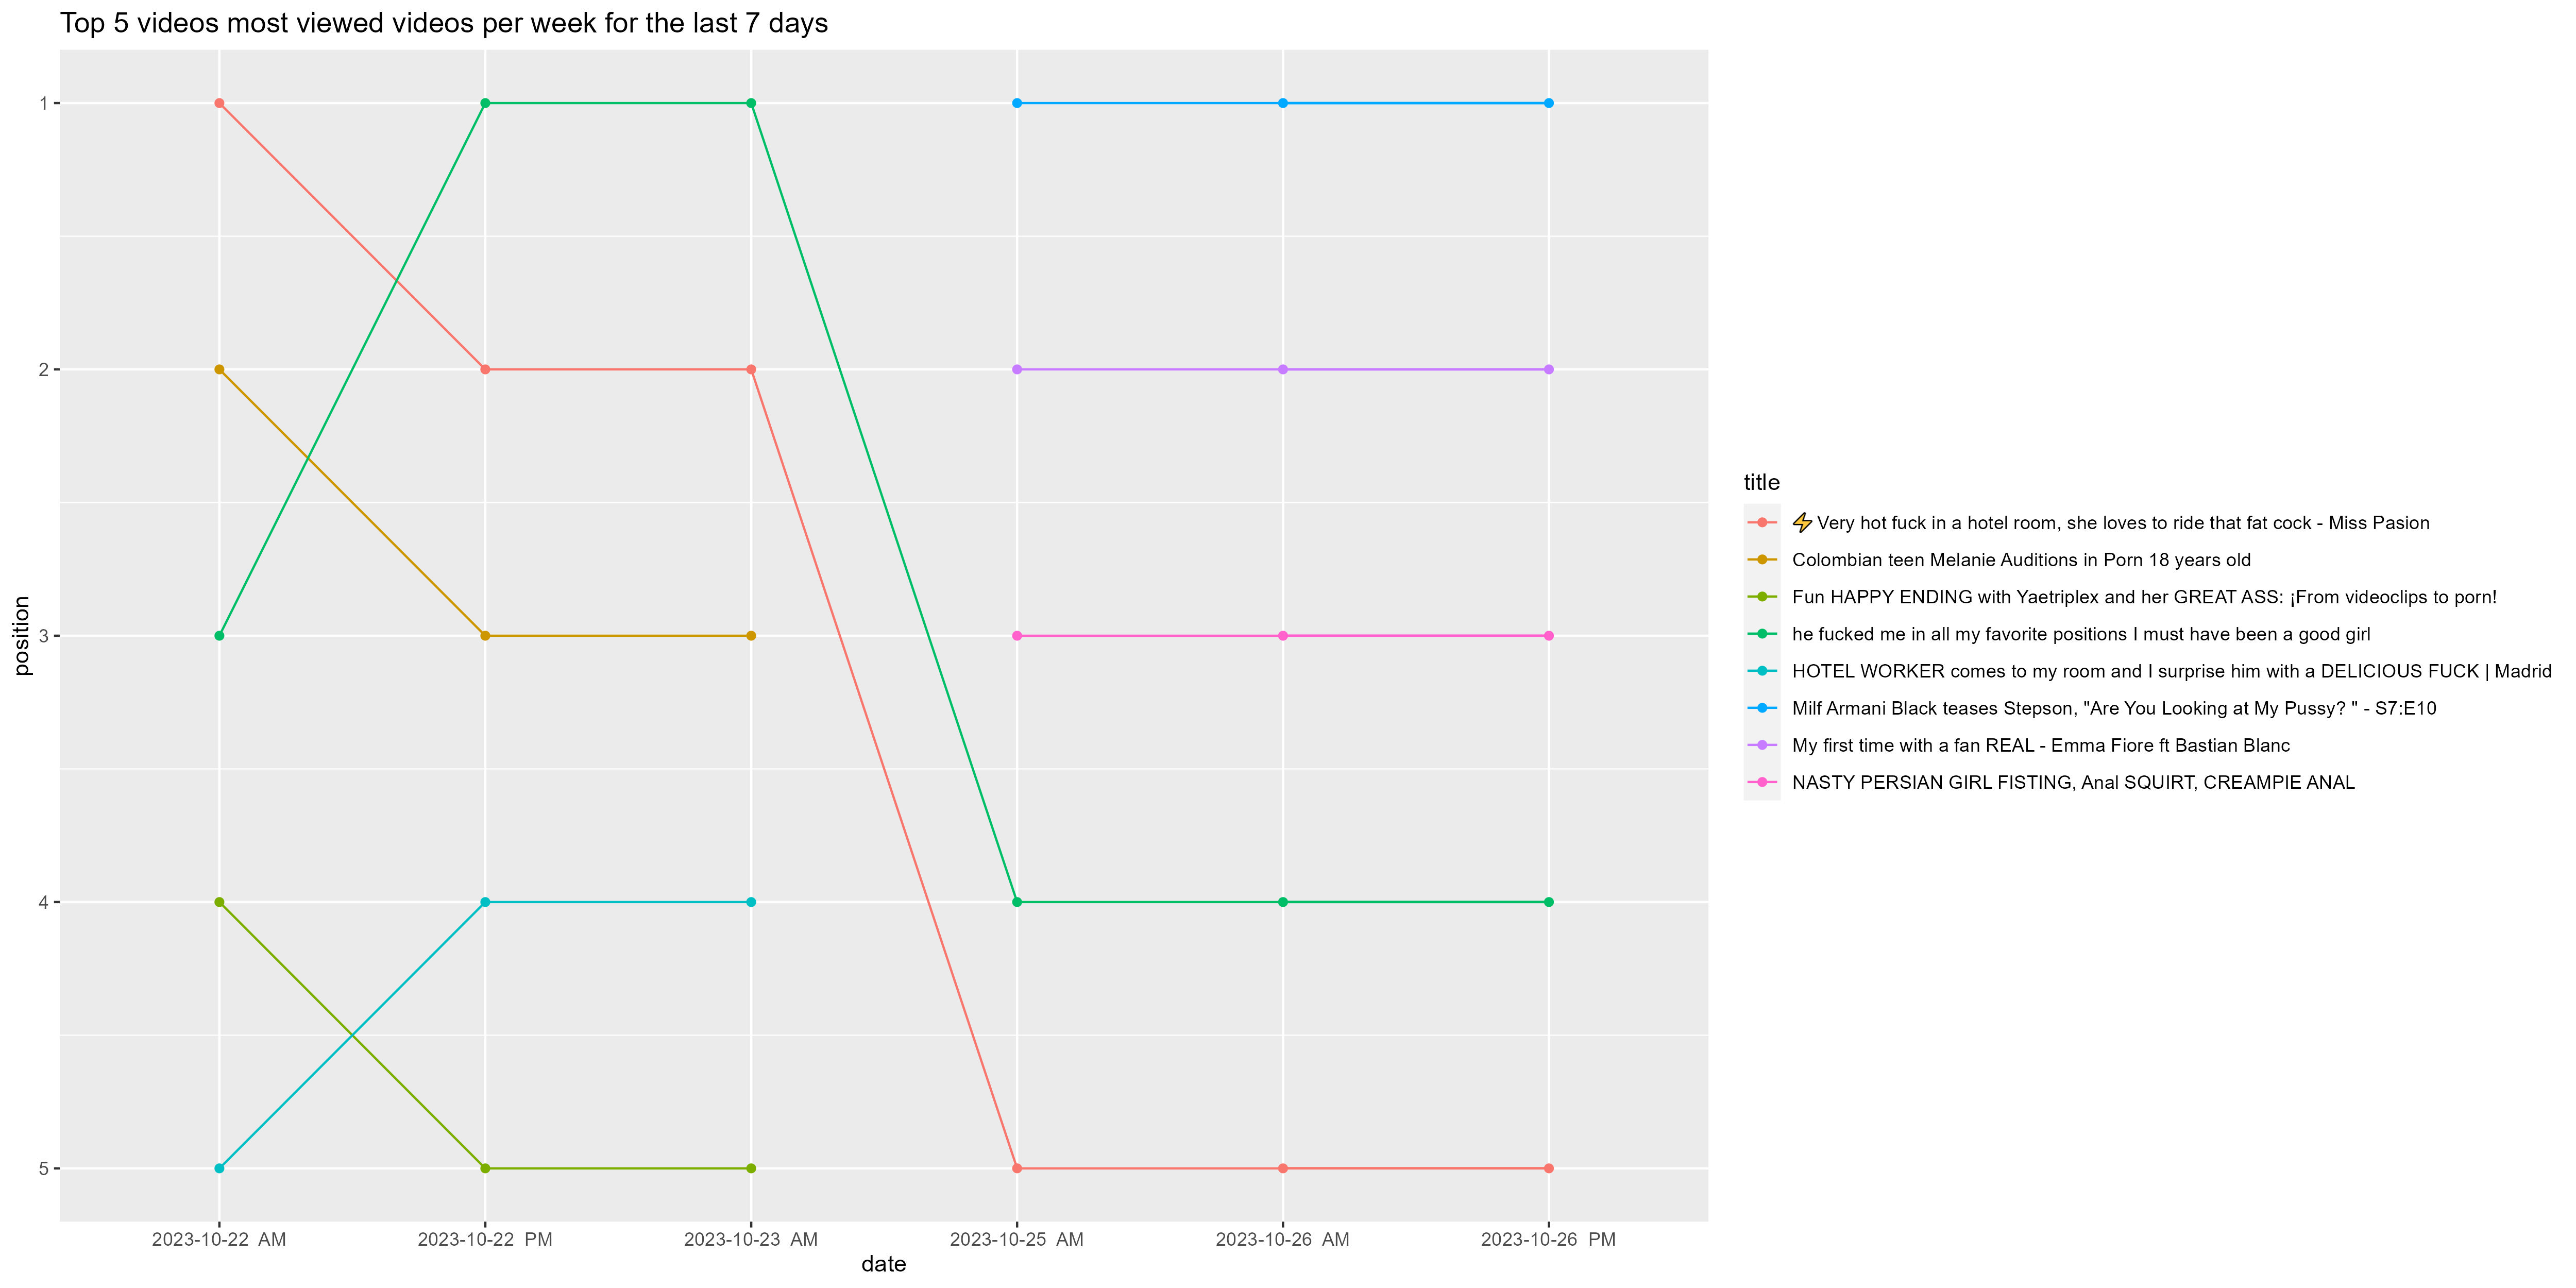 Top 5 videos most viewed videos per week for the last 7 days
position
1
2
3
4
5
2023-10-22  AM
2023-10-22  PM
2023-10-23  AM
2023-10-25  AM
2023-10-26  AM
2023-10-26  PM
date
title
⚡Very hot fuck in a hotel room, she loves to ride that fat cock - Miss Pasion
Colombian teen Melanie Auditions in Porn 18 years old
Fun HAPPY ENDING with Yaetriplex and her GREAT ASS: ¡From videoclips to porn!
he fucked me in all my favorite positions I must have been a good girl
HOTEL WORKER comes to my room and I surprise him with a DELICIOUS FUCK | Madrid
Milf Armani Black teases Stepson, "Are You Looking at My Pussy? " - S7:E10
My first time with a fan REAL - Emma Fiore ft Bastian Blanc
NASTY PERSIAN GIRL FISTING, Anal SQUIRT, CREAMPIE ANAL